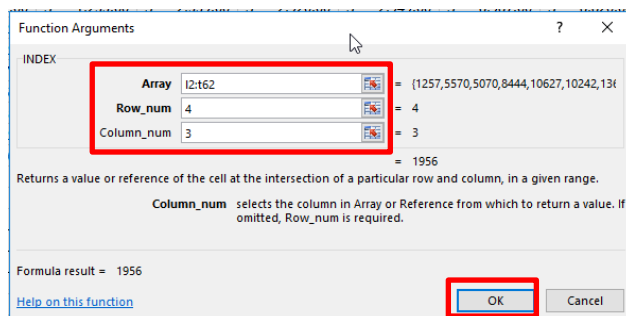 Function Arguments ? ×
INDEX
Array I2:t62 = {1257,5570,5070,8444,10627,10242,136
Row_num 4 = 4
Column_num 3 = 3
= 1956
Returns a value or reference of the cell at the intersection of a particular row and column, in a given range.
Column_num selects the column in Array or Reference from which to return a value. If
omitted, Row_num is required.
Formula result = 1956
Help on this function OK Cancel